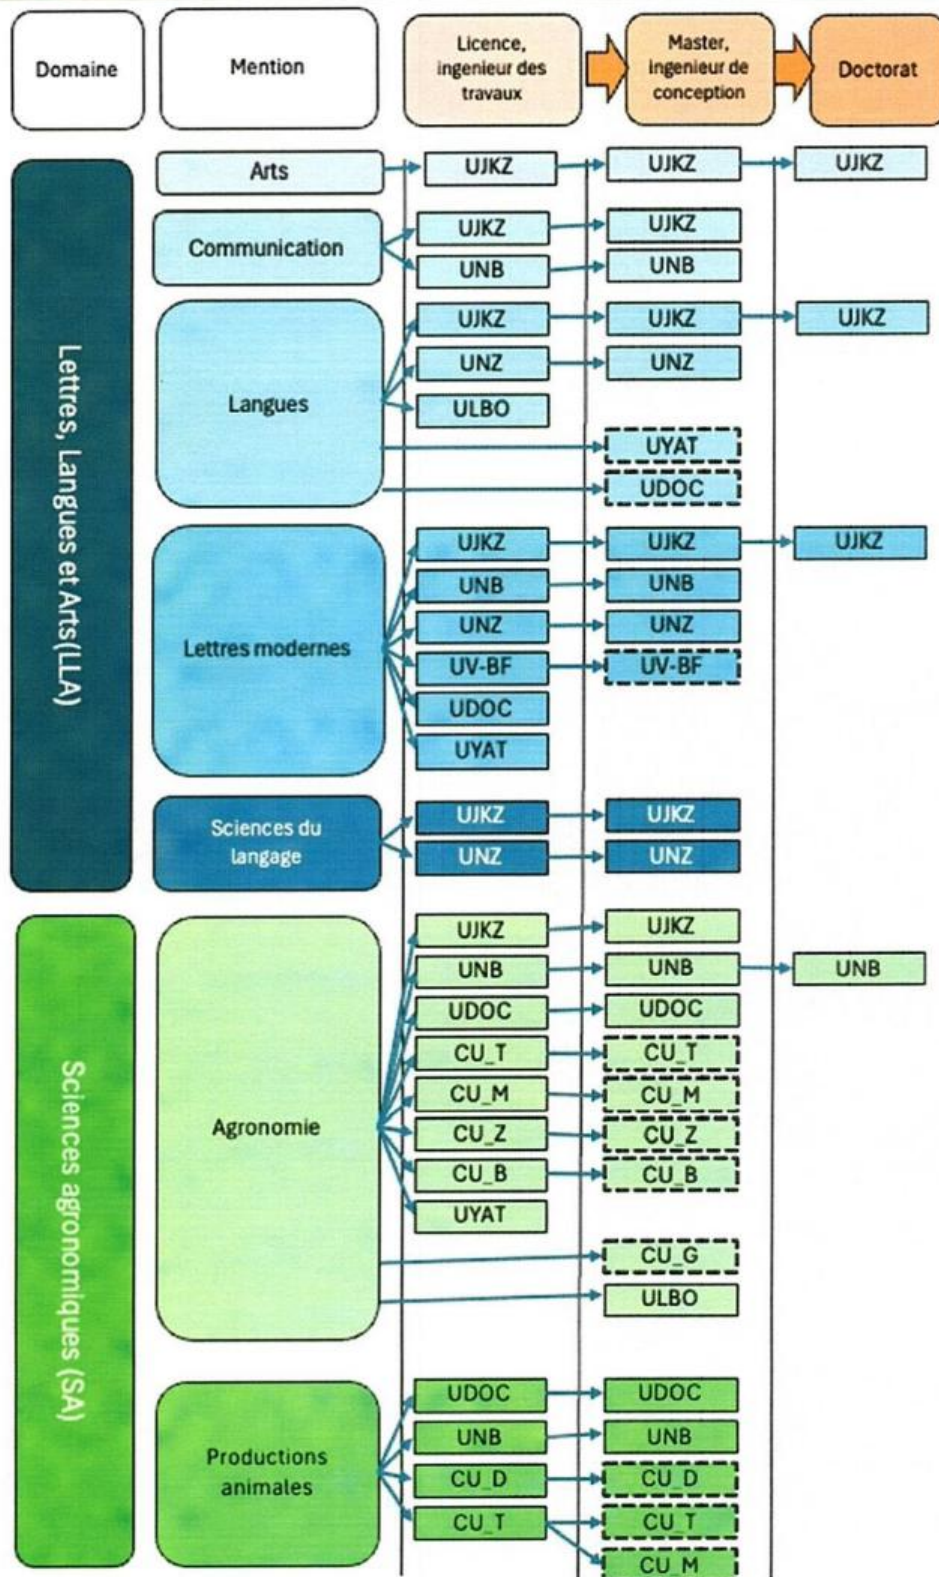 Domaine
Mention
Licence,
ingenieur des
travaux
Master,
ingenieur de
conception
Doctorat
Lettres, Langues et Arts(LLA)
Arts
UJKZ
UJKZ
UJKZ
Communication
UJKZ
UJKZ
UNB
UNB
Langues
UJKZ
UJKZ
UJKZ
UNZ
UNZ
ULBO
UYAT
UDOC
Lettres modernes
UJKZ
UJKZ
UJKZ
UNB
UNB
UNZ
UNZ
UV-BF
UV-BF
UDOC
UYAT
Sciences du
langage
UJKZ
UJKZ
UNZ
UNZ
Sciences agronomiques (SA)
Agronomie
UJKZ
UJKZ
UNB
UNB
UNB
UDOC
UDOC
CU_T
CU_T
CU_M
CU_M
CU_Z
CU_Z
CU_B
CU_B
UYAT
CU_G
ULBO
Productions
animales
UDOC
UDOC
UNB
UNB
CU_D
CU_D
CU_T
CU_T
CU_M